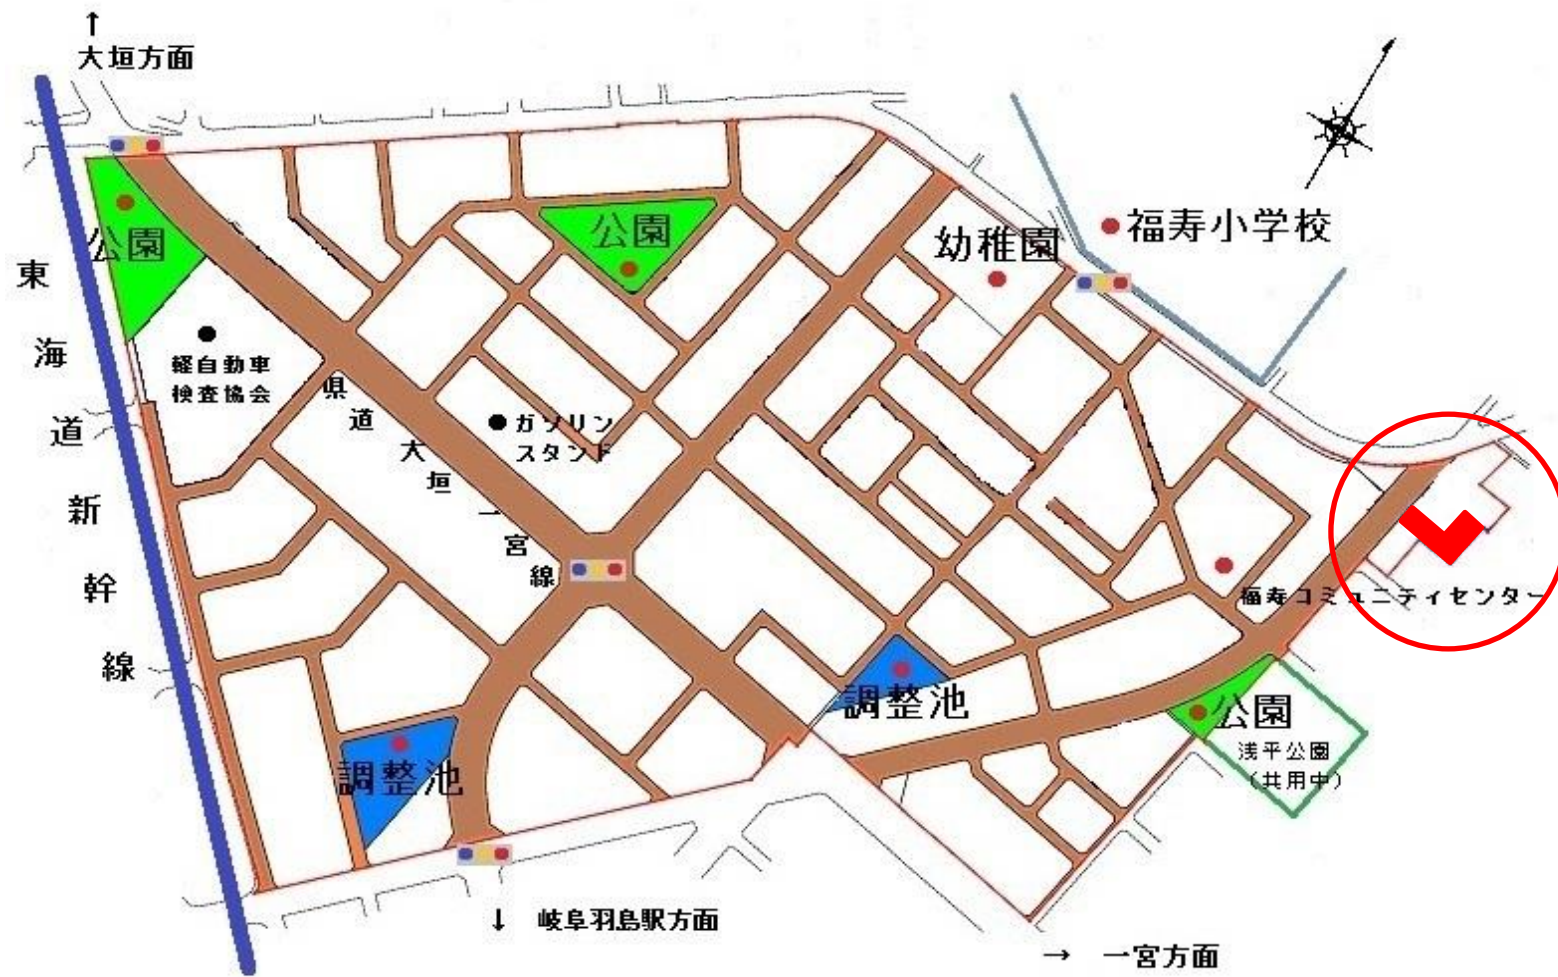 ↑
大垣方面
公園
公園
幼稚園
福寿小学校
東海道新幹線
軽自動車
検査協会
県道大垣一宮線
ガソリン
スタンド
福寿コミュニティセンター
調整池
調整池
公園
浅平公園
（共用中）
↓ 岐阜羽島駅方面
→ 一宮方面